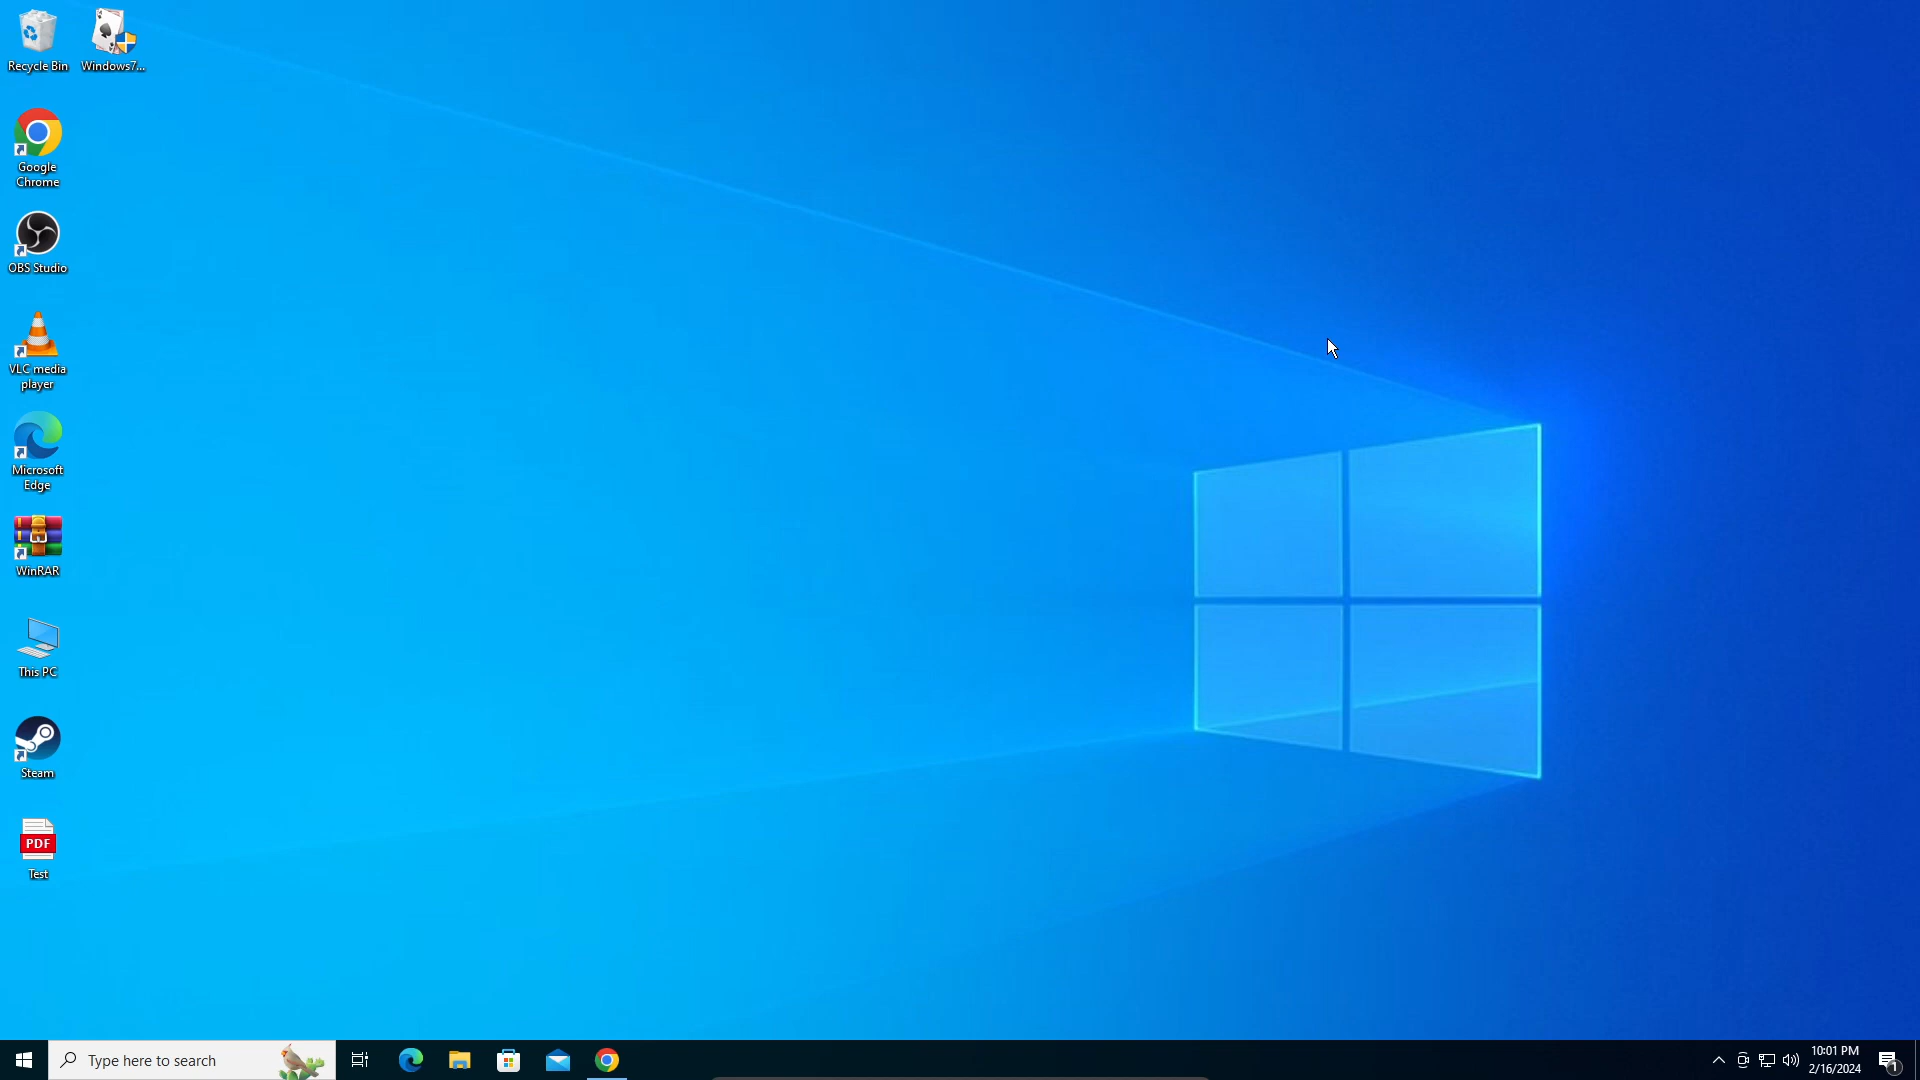 Recycle Bin
Windows7...
Google
Chrome
OBS Studio
VLC media
player
Microsoft
Edge
WinRAR
This PC
Steam
PDF
Test
Type here to search
10:01 PM
2/16/2024
1